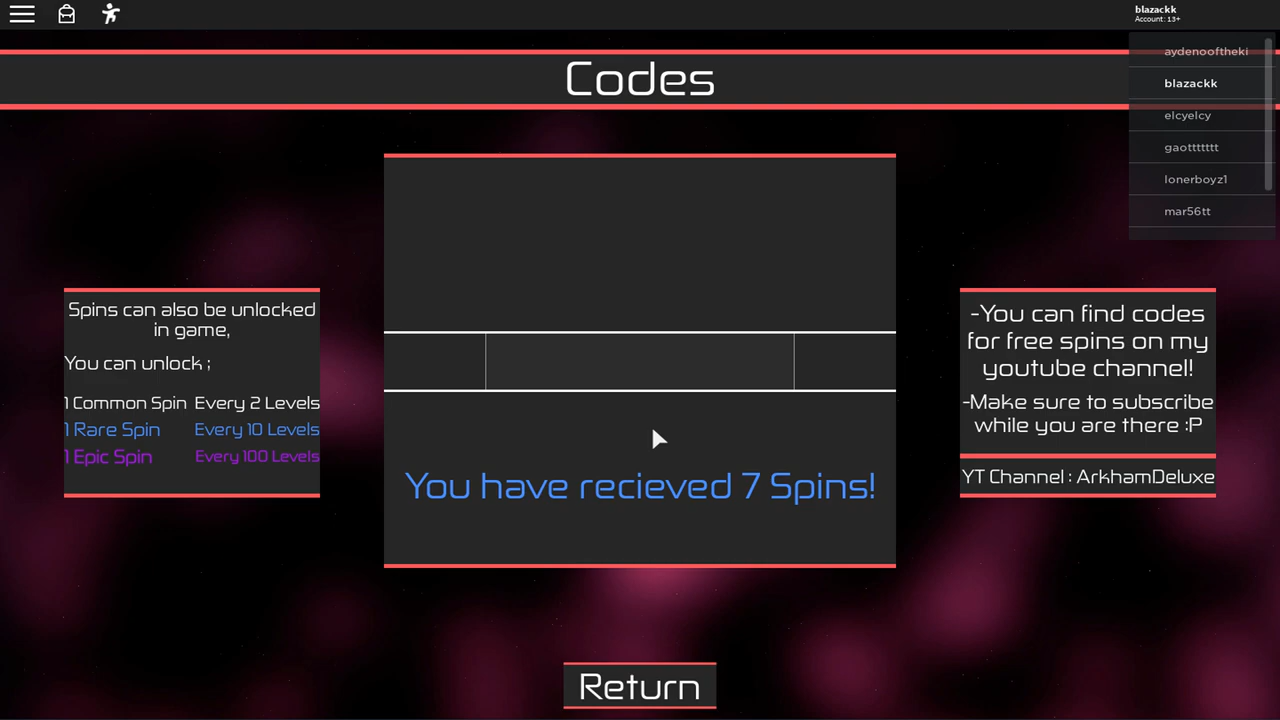 blazackk
Account: 13+
Codes
aydenooftheki
blazackk
elcyelcy
gaottttttt
lonerboyz1
mar56tt
Spins can also be unlocked
in game,
You can unlock ;
1 Common Spin Every 2 Levels
1 Rare Spin Every 10 Levels
1 Epic Spin Every 100 Levels
You have recieved 7 Spins!
-You can find codes
for free spins on my
youtube channel!
-Make sure to subscribe
while you are there :P
YT Channel : ArkhamDeluxe
Return